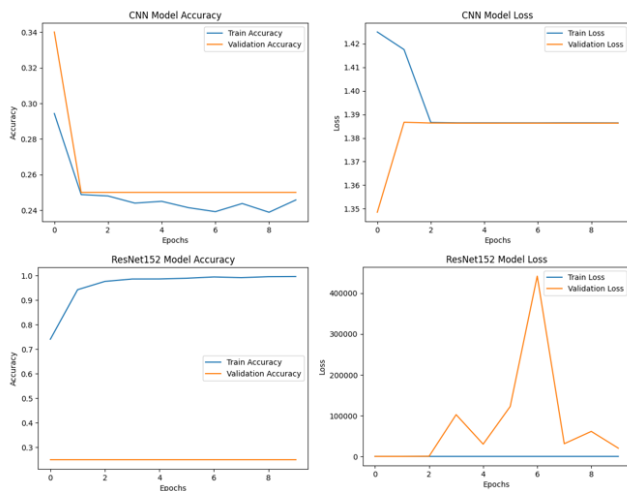 CNN Model Accuracy
0.34
0.32
0.30
0.28
0.26
0.24
Accuracy
Train Accuracy
Validation Accuracy
0
2
4
6
8
Epochs
CNN Model Loss
1.42
1.41
1.40
1.39
1.38
1.37
1.36
1.35
Loss
Train Loss
Validation Loss
0
2
4
6
8
Epochs
ResNet152 Model Accuracy
1.0
0.9
0.8
0.7
0.6
0.5
0.4
0.3
Accuracy
Train Accuracy
Validation Accuracy
0
2
4
6
8
Epochs
ResNet152 Model Loss
400000
300000
200000
100000
0
Loss
Train Loss
Validation Loss
0
2
4
6
8
Epochs